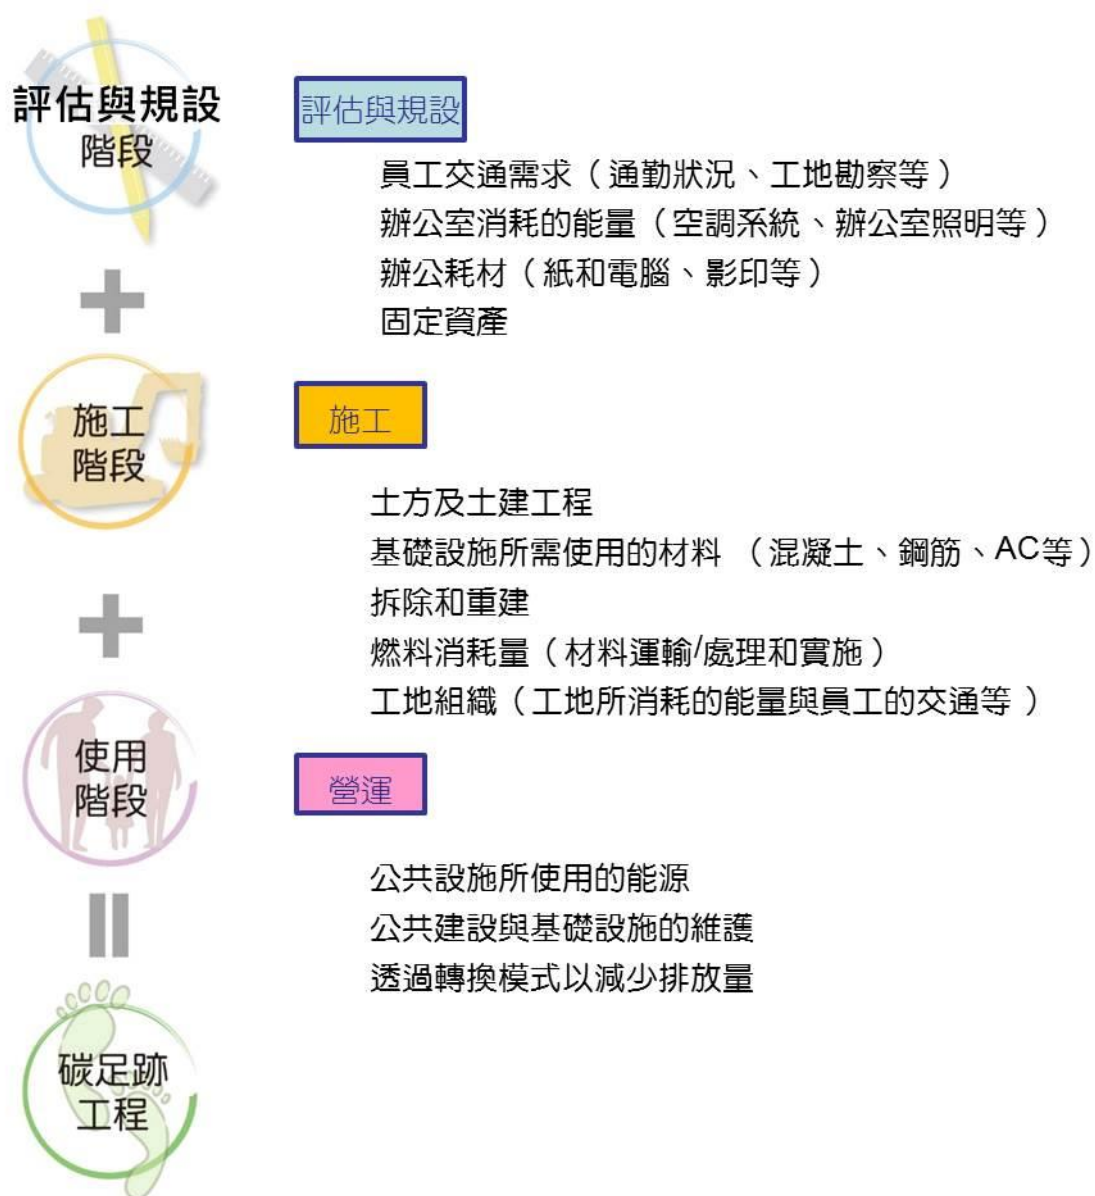 評估與規設
階段
評估與規設
員工交通需求（通勤狀況、工地勘察等）
辦公室消耗的能量（空調系統、辦公室照明等）
辦公耗材（紙和電腦、影印等）
固定資產
施工
階段
施工
土方及土建工程
基礎設施所需使用的材料 （混凝土、鋼筋、AC等）
拆除和重建
燃料消耗量（材料運輸/處理和實施）
工地組織（工地所消耗的能量與員工的交通等 ）
使用
階段
營運
公共設施所使用的能源
公共建設與基礎設施的維護
透過轉換模式以減少排放量
碳足跡
工程